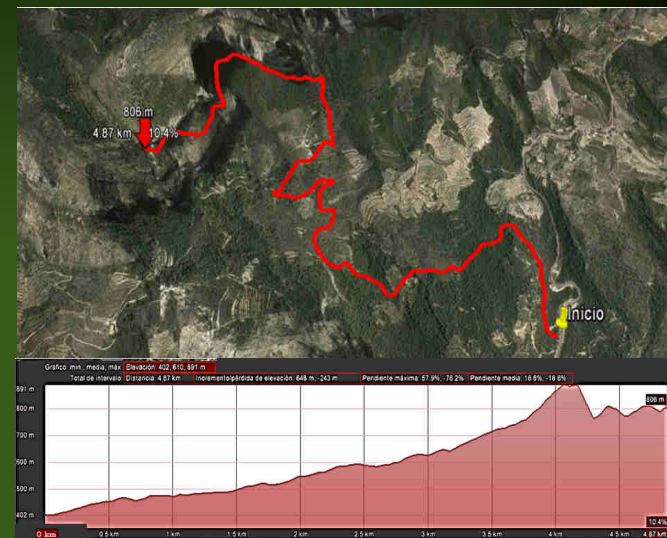 806 m
4.87 km 10.4%
Inicio
Gráfico: mín., media, máx. Elevación: 402, 610, 891 m
Total de intervalo: Distancia: 4.87 km Incremento/pérdida de elevación: 648 m, -243 m Pendiente máxima: 57.9%, -76.2% Pendiente media: 16.6%, -18.6%
891 m
806 m
800 m
700 m
600 m
500 m
402 m
10.4%
0 km 0.5 km 1 km 1.5 km 2 km 2.5 km 3 km 3.5 km 4 km 4.5 km 4.87 km